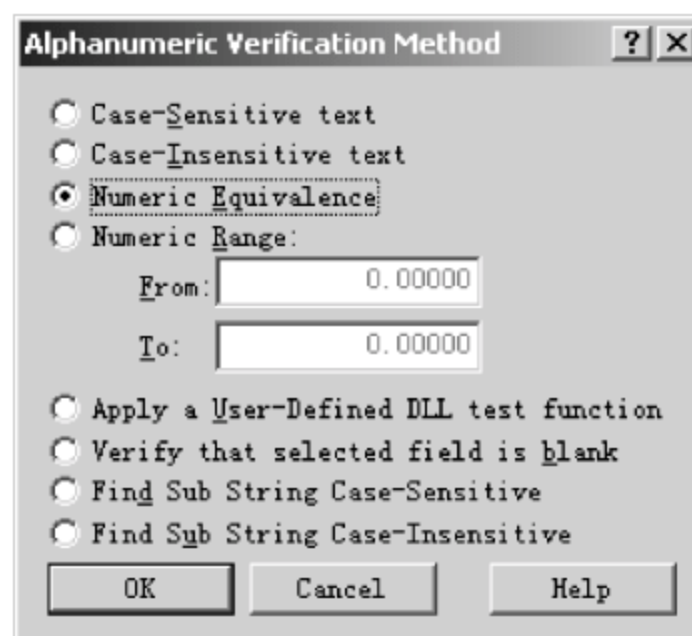 Alphanumeric Verification Method ? X
Case-Sensitive text
Case-Insensitive text
Numeric Equivalence
Numeric Range:
From: 0.00000
To: 0.00000
Apply a User-Defined DLL test function
Verify that selected field is blank
Find Sub String Case-Sensitive
Find Sub String Case-Insensitive
OK Cancel Help